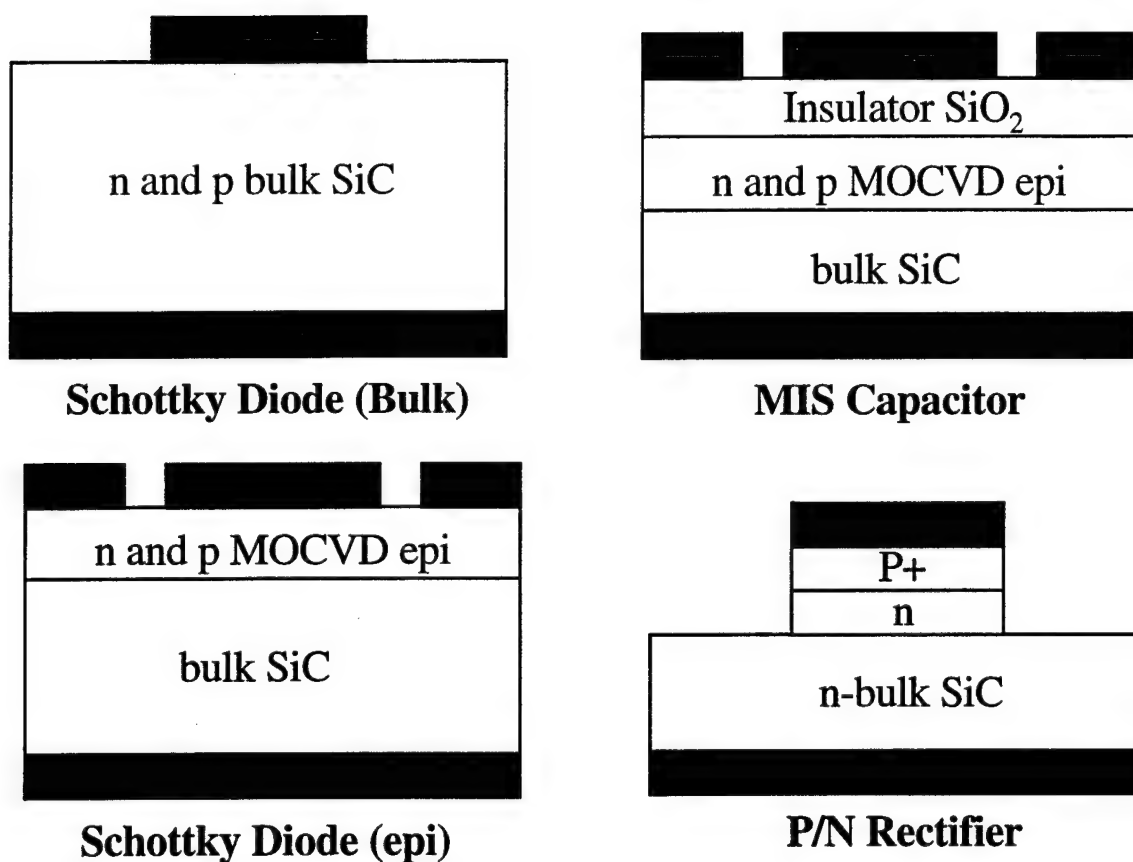 n and p bulk SiC
Schottky Diode (Bulk)
Insulator SiO₂
n and p MOCVD epi
bulk SiC
MIS Capacitor
n and p MOCVD epi
bulk SiC
Schottky Diode (epi)
P+
n
n-bulk SiC
P/N Rectifier